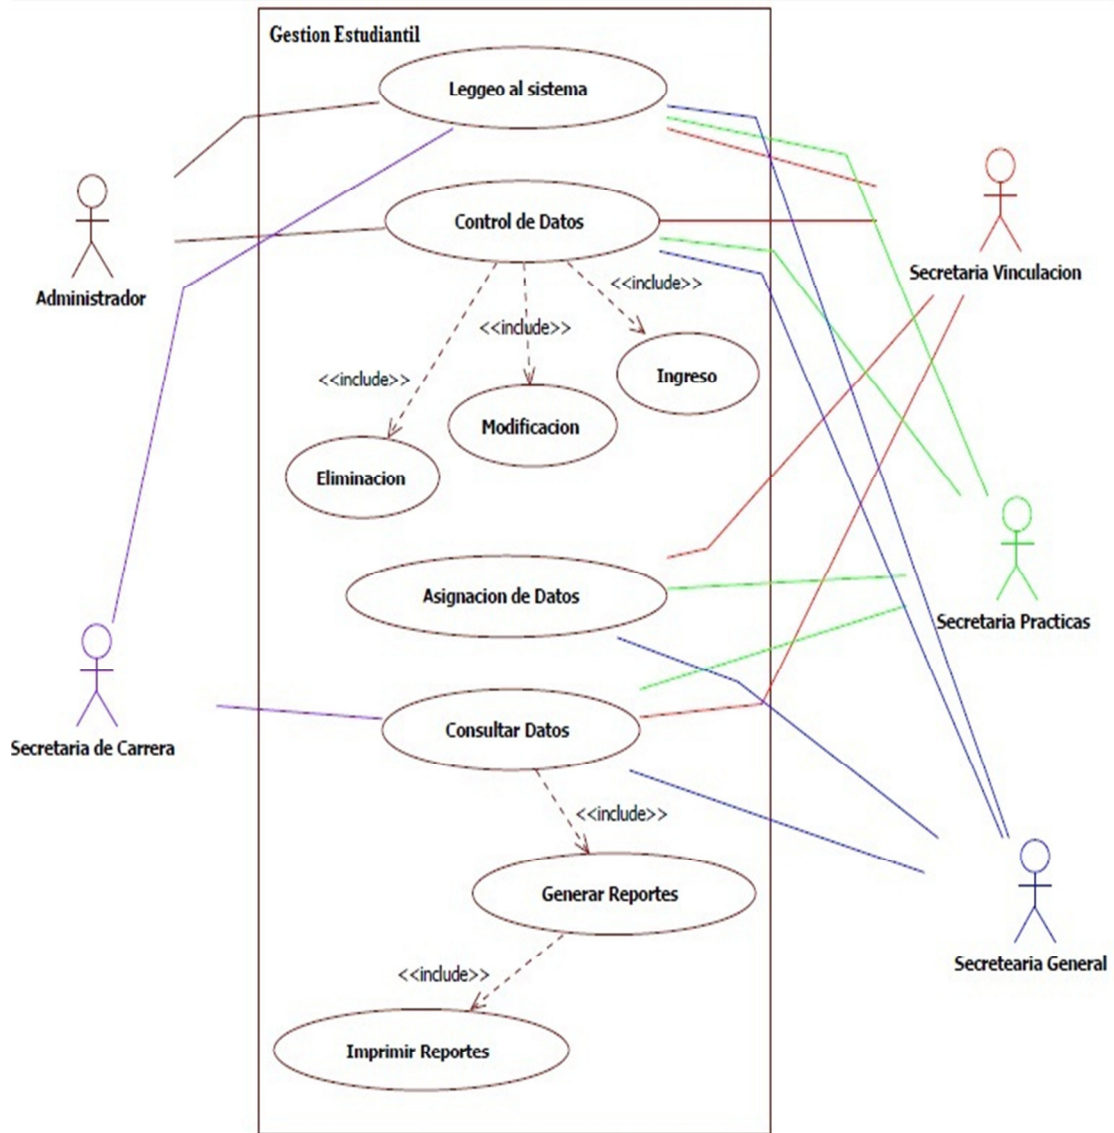 Gestion Estudiantil
Leggeo al sistema
Control de Datos
Secretaria Vinculacion
<<include>>
Administrador
<<include>>
<<include>>
Ingreso
Modificacion
Eliminacion
Asignacion de Datos
Secretaria Practicas
Consultar Datos
Secretaria de Carrera
<<include>>
Generar Reportes
Secretearia General
<<include>>
Imprimir Reportes